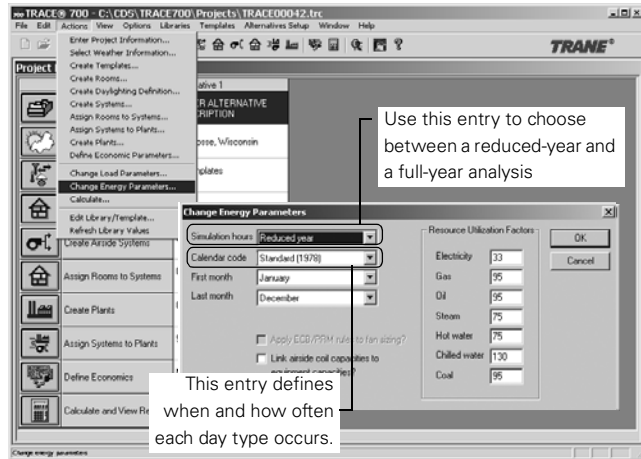 TRACE® 700 - C:\CDS\TRACE700\Projects\TRACE00042.trc
File Edit Actions View Options Libraries Templates Alternatives Setup Window Help
TRANE®
Enter Project Information...
Select Weather Information...
Create Templates...
Create Rooms...
Create Daylighting Definition...
Create Systems...
Assign Rooms to Systems...
Assign Systems to Plants...
Create Plants...
Define Economic Parameters...
Change Load Parameters...
Change Energy Parameters...
Calculate...
Edit Library/Template...
Refresh Library Values
Project
ative 1
R ALTERNATIVE
RIPTION
osse, Wisconsin
mplates
Create Airside Systems
Assign Rooms to Systems
Create Plants
Assign Systems to Plants
Define Economics
Calculate and View Re
Use this entry to choose
between a reduced-year and
a full-year analysis
Change Energy Parameters
Simulation hours Reduced year
Calendar code Standard (1978)
First month January
Last month December
Apply ECB/PRM rules to fan sizing?
Link airside coil capacities to
equipment capacities?
Resource Utilization Factors
Electricity 33
Gas 95
Oil 95
Steam 75
Hot water 75
Chilled water 130
Coal 95
OK
Cancel
This entry defines
when and how often
each day type occurs.
Change energy parameters